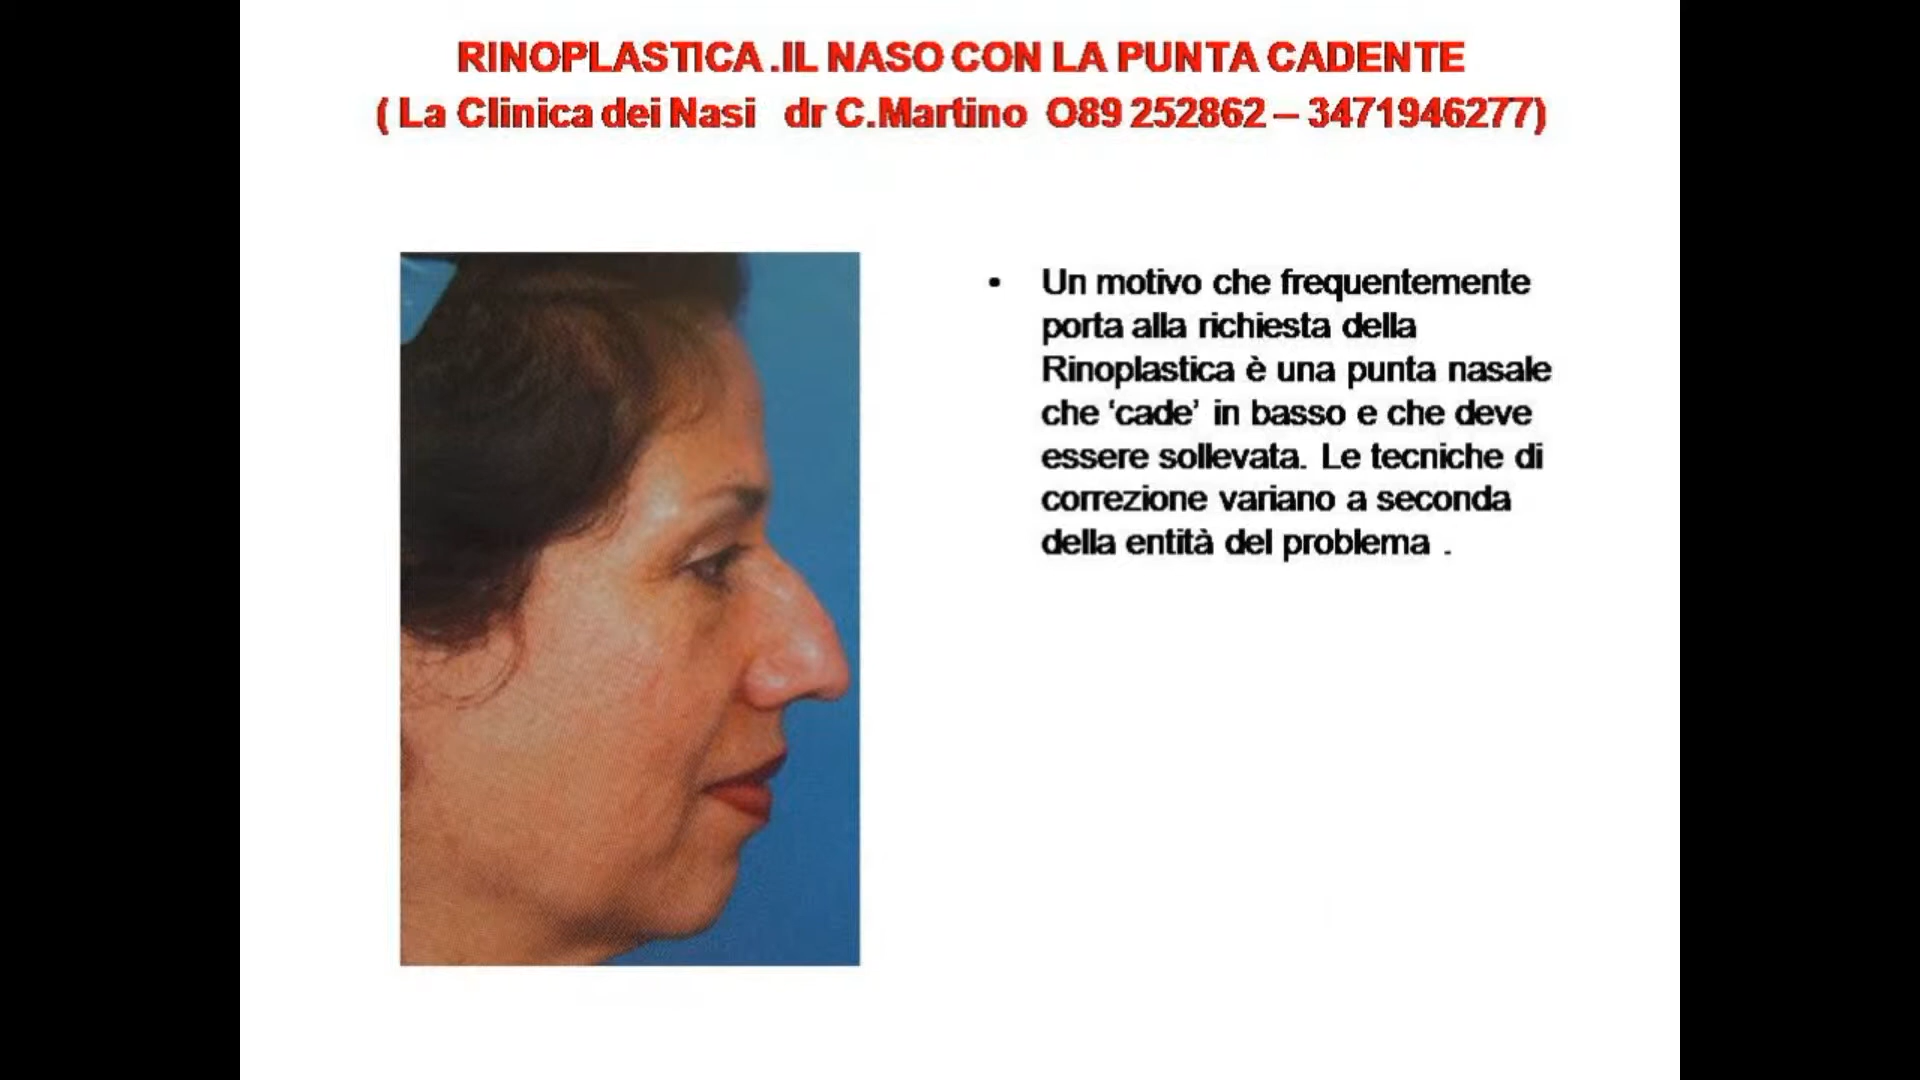 RINOPLASTICA .IL NASO CON LA PUNTA CADENTE
( La Clinica dei Nasi dr C.Martino O89 252862 – 3471946277)
• Un motivo che frequentemente
porta alla richiesta della
Rinoplastica è una punta nasale
che ‘cade’ in basso e che deve
essere sollevata. Le tecniche di
correzione variano a seconda
della entità del problema .